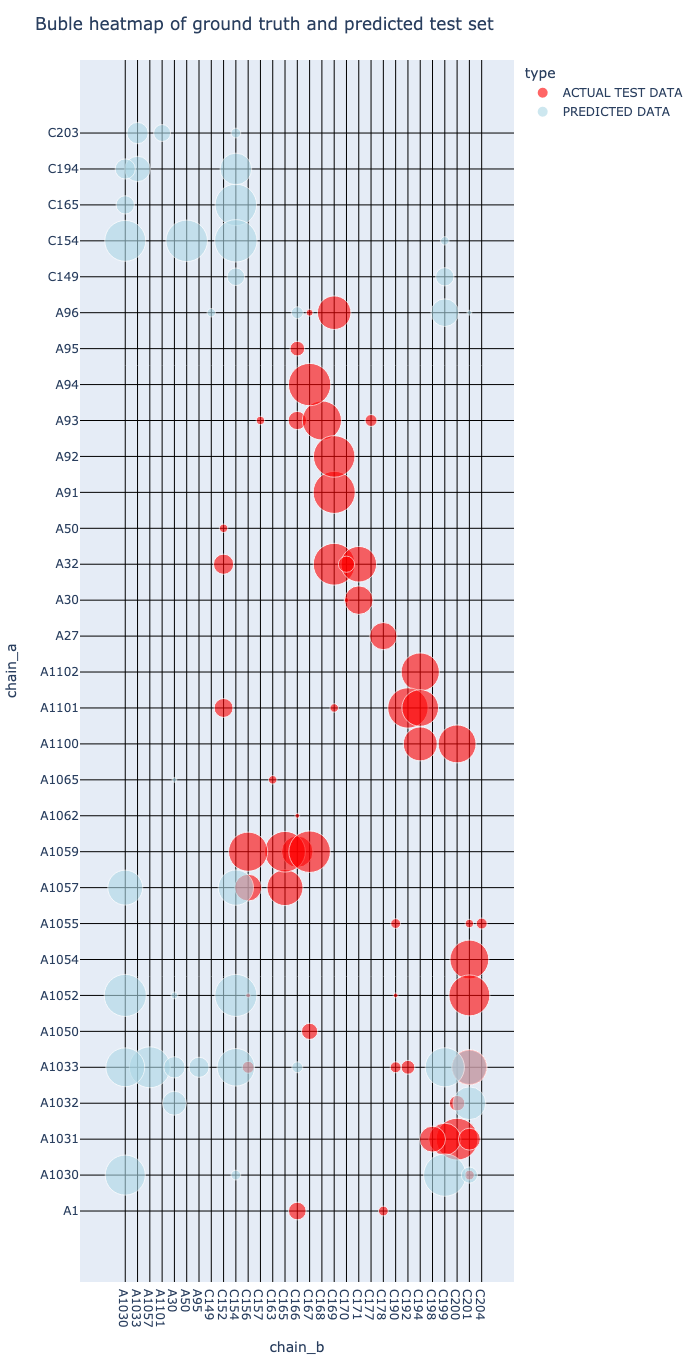 Buble heatmap of ground truth and predicted test set
type
ACTUAL TEST DATA
PREDICTED DATA
C203
C194
C165
C154
C149
A96
A95
A94
A93
A92
A91
A50
A32
A30
A27
A1102
A1101
A1100
A1065
A1062
A1059
A1057
A1055
A1054
A1052
A1050
A1033
A1032
A1031
A1030
A1
chain_a
A1030
A1033
A1057
A1101
A30
A50
A95
C149
C152
C154
C156
C157
C163
C165
C166
C167
C168
C169
C170
C171
C177
C178
C190
C192
C194
C198
C199
C200
C201
C204
chain_b